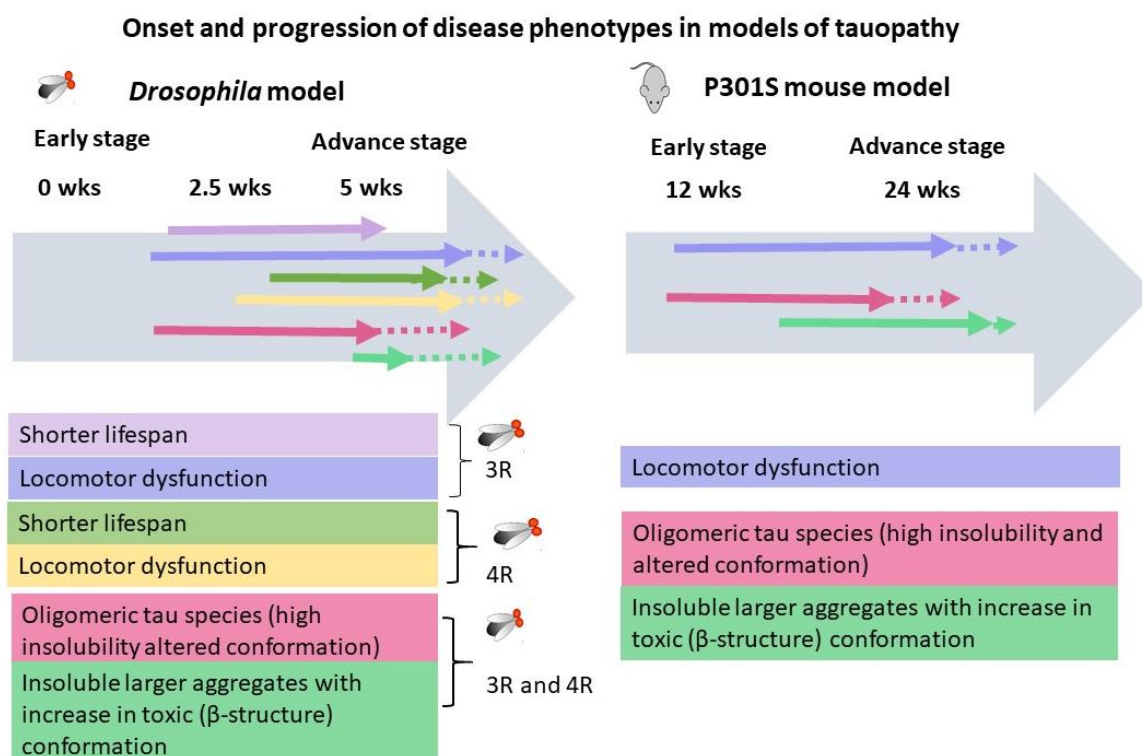 Onset and progression of disease phenotypes in models of tauopathy
Drosophila model
Early stage
Advance stage
0 wks
2.5 wks
5 wks
Shorter lifespan
Locomotor dysfunction
3R
Shorter lifespan
Locomotor dysfunction
4R
Oligomeric tau species (high
insolubility altered conformation)
Insoluble larger aggregates with
increase in toxic (β-structure)
conformation
3R and 4R
P301S mouse model
Early stage
Advance stage
12 wks
24 wks
Locomotor dysfunction
Oligomeric tau species (high insolubility and
altered conformation)
Insoluble larger aggregates with increase in
toxic (β-structure) conformation